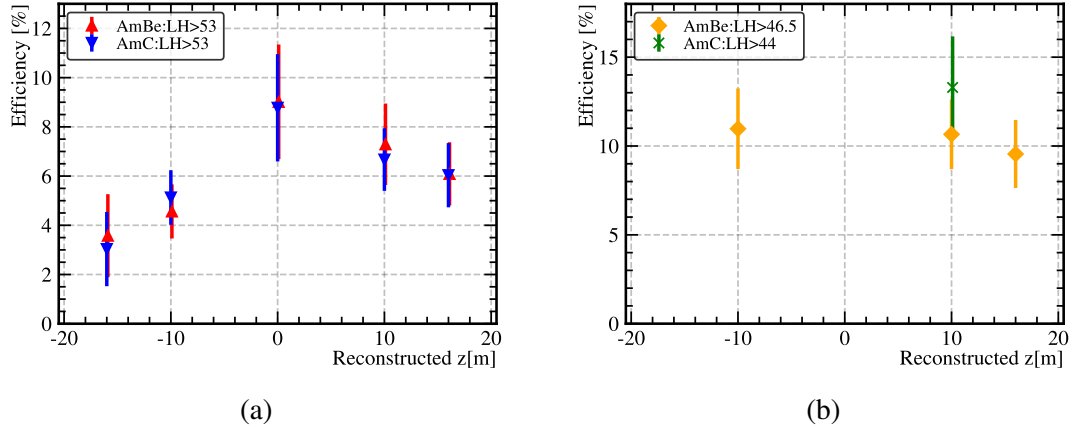 Efficiency [%]
12
10
8
6
4
2
0
-20
-10
0
10
20
Reconstructed z[m]
AmBe:LH>53
AmC:LH>53
(a)
Efficiency [%]
15
10
5
0
-20
-10
0
10
20
Reconstructed z[m]
AmBe:LH>46.5
AmC:LH>44
(b)